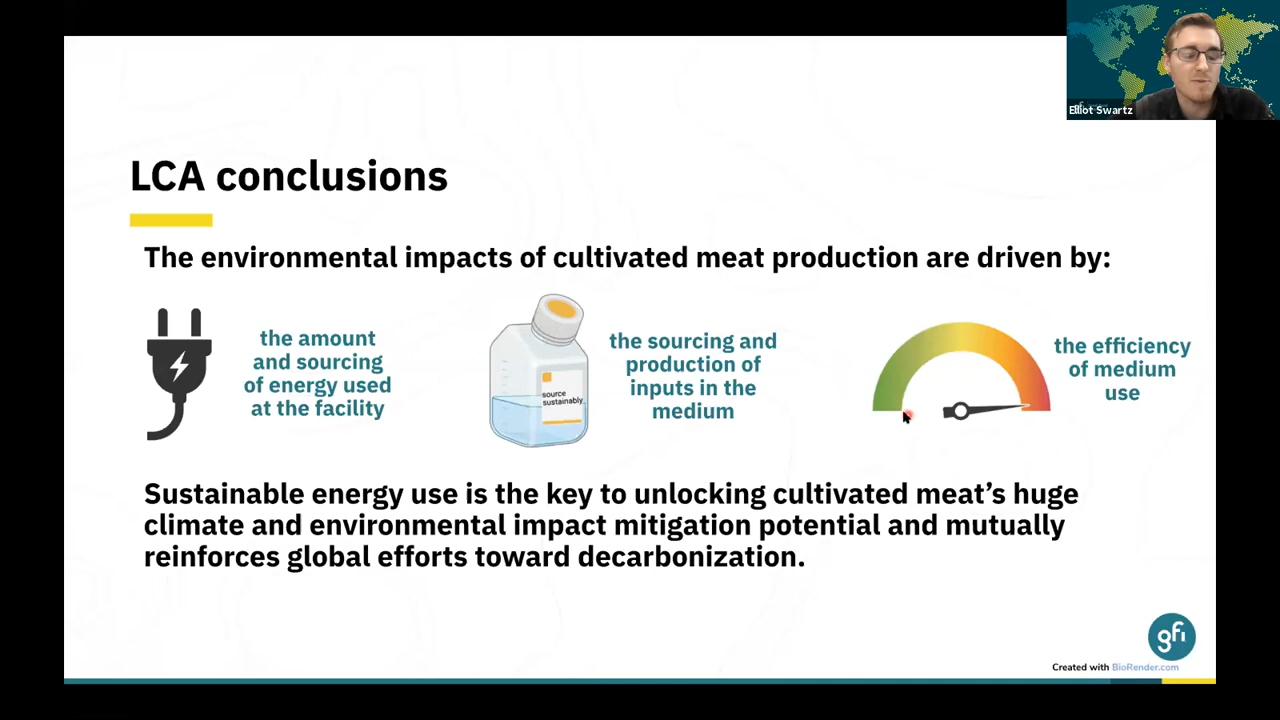 Elliot Swartz
LCA conclusions
The environmental impacts of cultivated meat production are driven by:
the amount
and sourcing
of energy used
at the facility
source
sustainably
the sourcing and
production of
inputs in the
medium
the efficiency
of medium
use
Sustainable energy use is the key to unlocking cultivated meat's huge
climate and environmental impact mitigation potential and mutually
reinforces global efforts toward decarbonization.
gfi
Created with BioRender.com